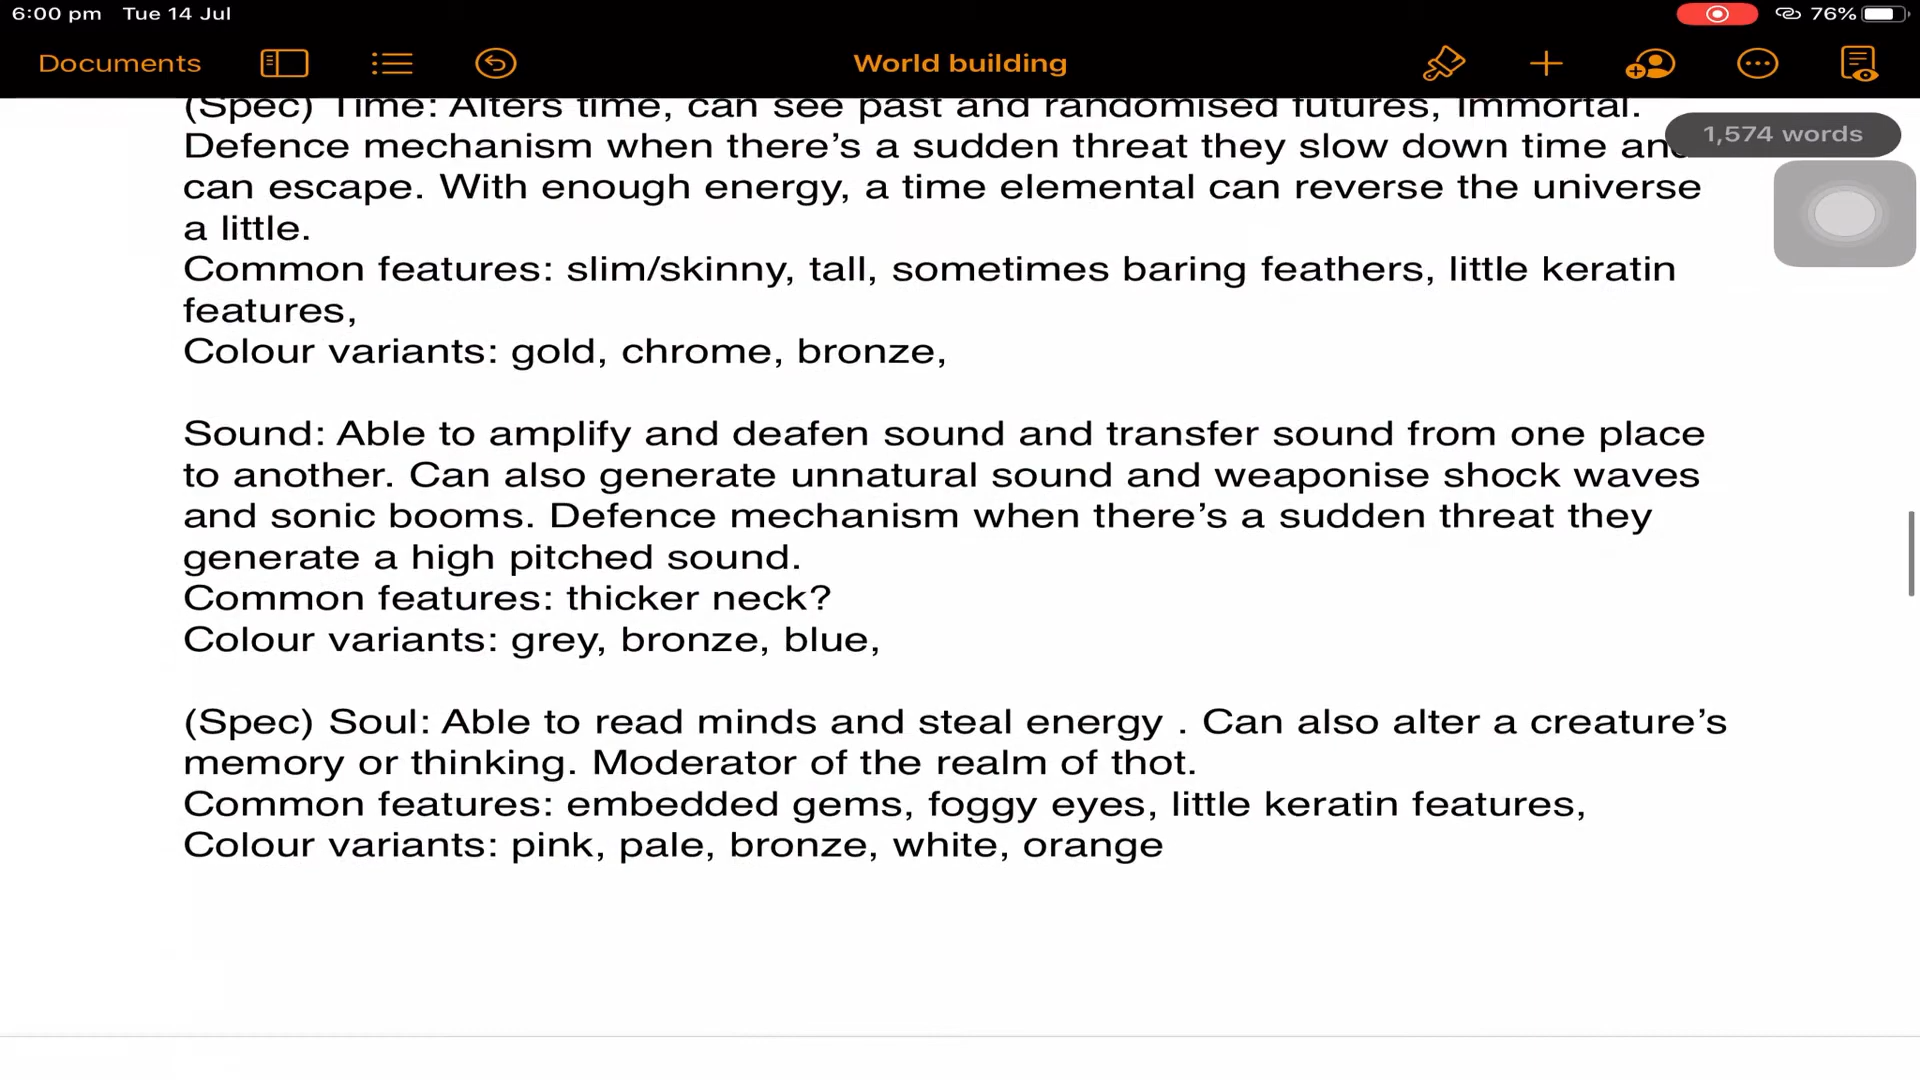 6:00 pm Tue 14 Jul 76%
Documents World building
(Spec) Time: Alters time, can see past and randomised futures, Immortal.
1,574 words
Defence mechanism when there’s a sudden threat they slow down time and
can escape. With enough energy, a time elemental can reverse the universe
a little.
Common features: slim/skinny, tall, sometimes baring feathers, little keratin
features,
Colour variants: gold, chrome, bronze,
Sound: Able to amplify and deafen sound and transfer sound from one place
to another. Can also generate unnatural sound and weaponise shock waves
and sonic booms. Defence mechanism when there’s a sudden threat they
generate a high pitched sound.
Common features: thicker neck?
Colour variants: grey, bronze, blue,
(Spec) Soul: Able to read minds and steal energy . Can also alter a creature’s
memory or thinking. Moderator of the realm of thot.
Common features: embedded gems, foggy eyes, little keratin features,
Colour variants: pink, pale, bronze, white, orange